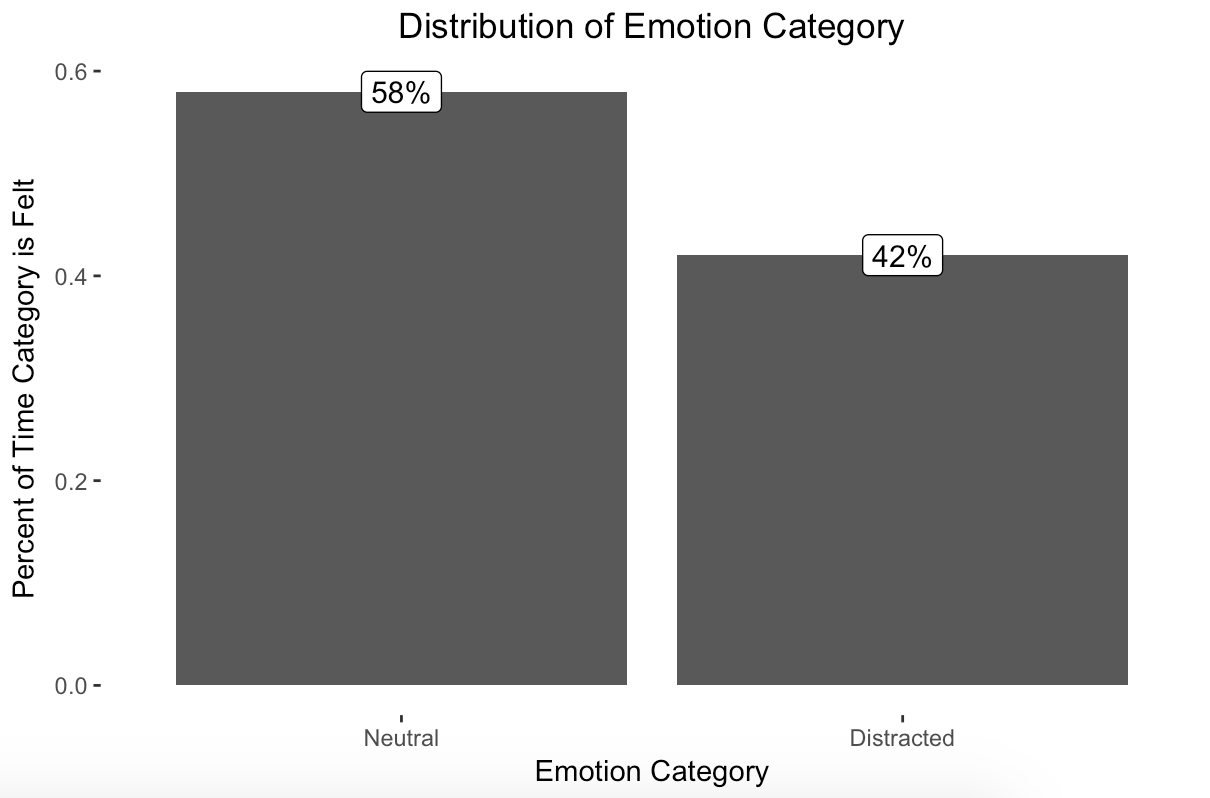 Distribution of Emotion Category
Percent of Time Category is Felt
0.6
0.4
0.2
0.0
58%
42%
Neutral
Distracted
Emotion Category